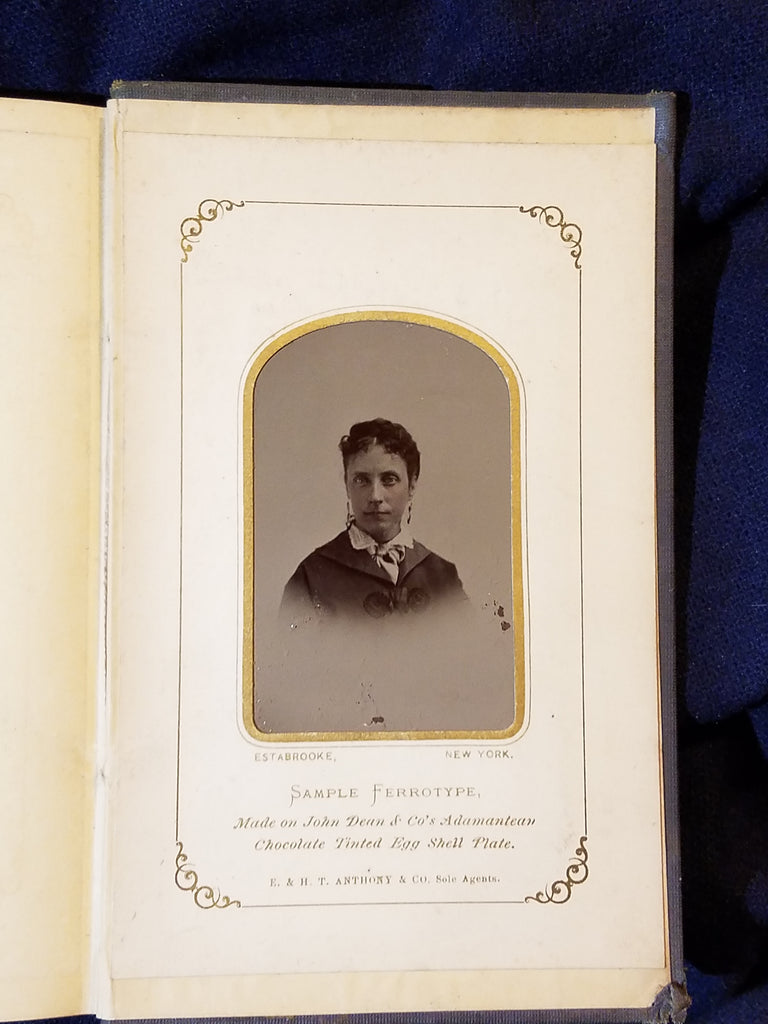 ESTABROOKE, NEW YORK.
SAMPLE FERROTYPE,
Made on John Dean & Co's Adamantean
Chocolate Tinted Egg Shell Plate.
E. & H. T. ANTHONY & CO. Sole Agents.